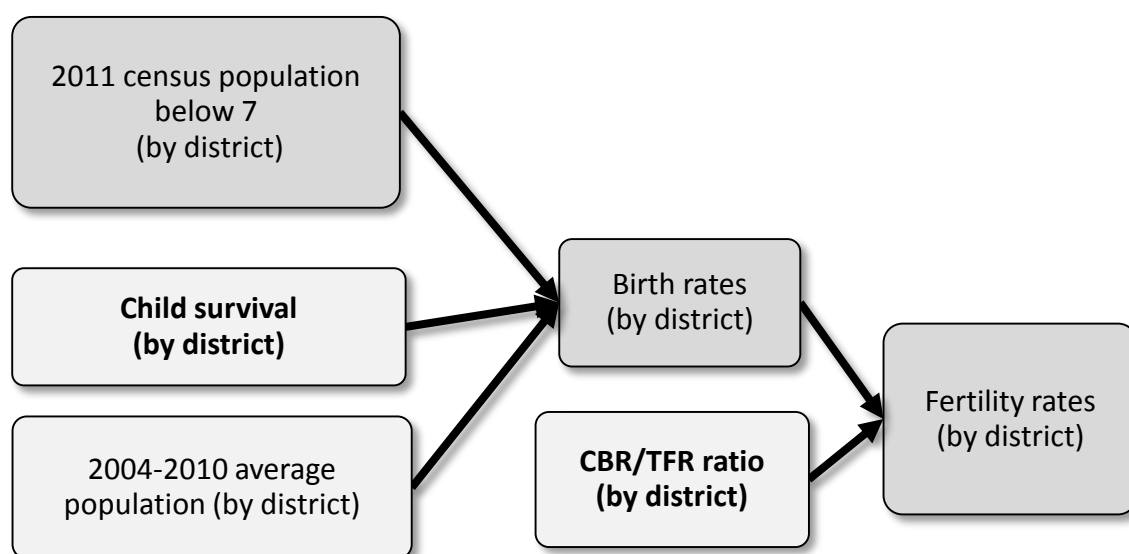 2011 census population
below 7
(by district)
Child survival
(by district)
2004-2010 average
population (by district)
Birth rates
(by district)
CBR/TFR ratio
(by district)
Fertility rates
(by district)